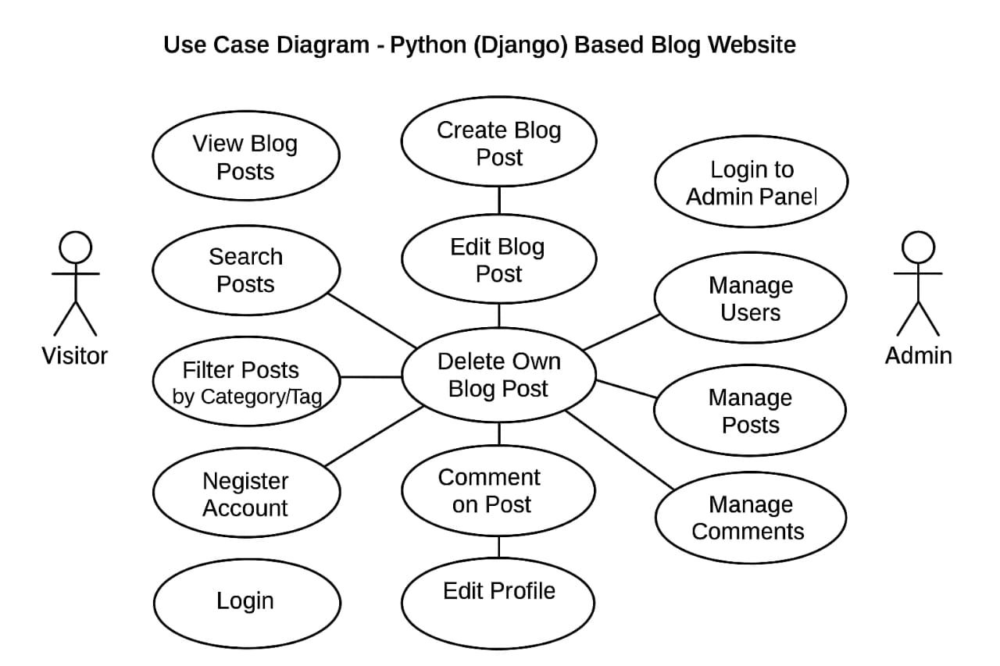 Use Case Diagram - Python (Django) Based Blog Website
View Blog
Posts
Search
Posts
Filter Posts
by Category/Tag
Negister
Account
Login
Create Blog
Post
Edit Blog
Post
Delete Own
Blog Post
Comment
on Post
Edit Profile
Login to
Admin Panel
Manage
Users
Manage
Posts
Manage
Comments
Visitor
Admin